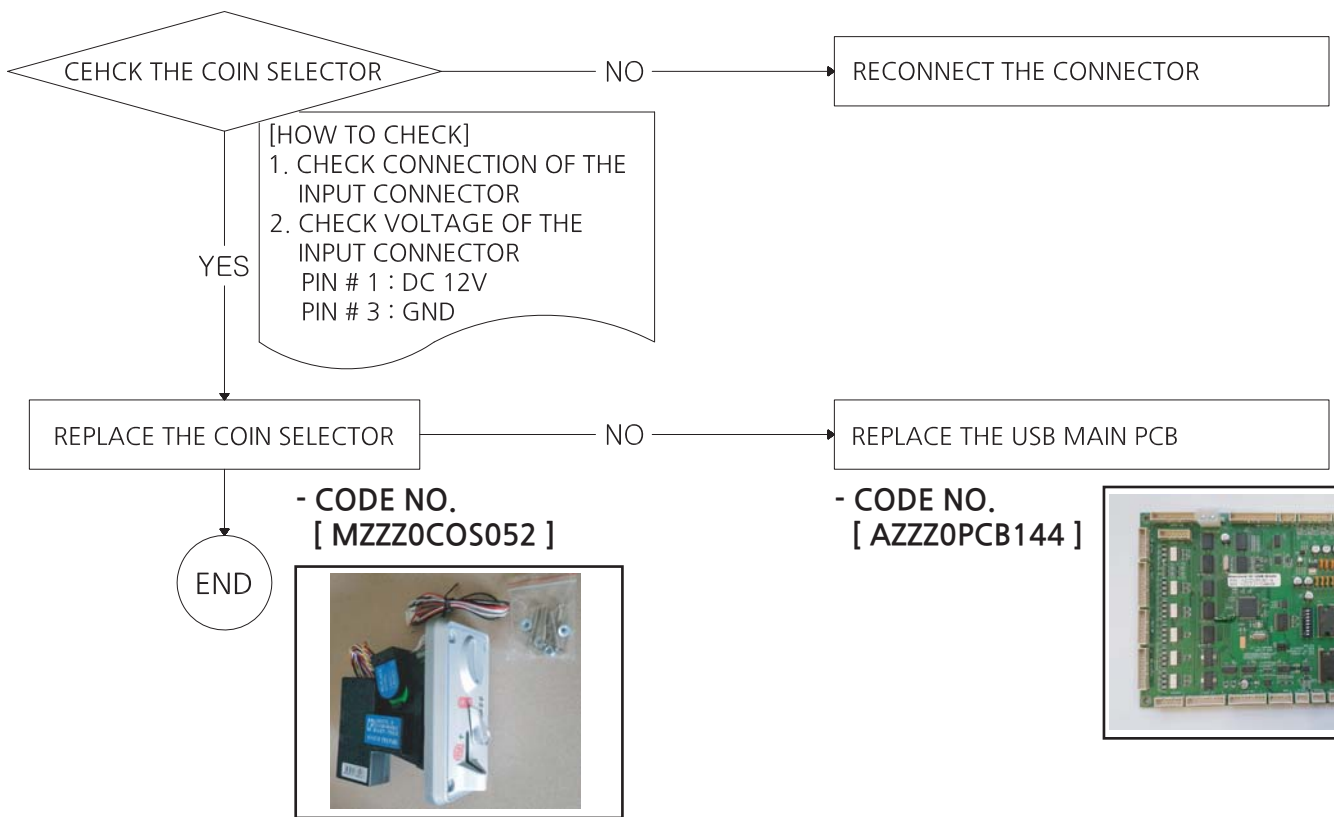 CEHCK THE COIN SELECTOR
NO
RECONNECT THE CONNECTOR
[HOW TO CHECK]
1. CHECK CONNECTION OF THE
INPUT CONNECTOR
2. CHECK VOLTAGE OF THE
INPUT CONNECTOR
PIN # 1 : DC 12V
PIN # 3 : GND
YES
REPLACE THE COIN SELECTOR
NO
REPLACE THE USB MAIN PCB
- CODE NO.
[ MZZZ0COS052 ]
- CODE NO.
[ AZZZ0PCB144 ]
END